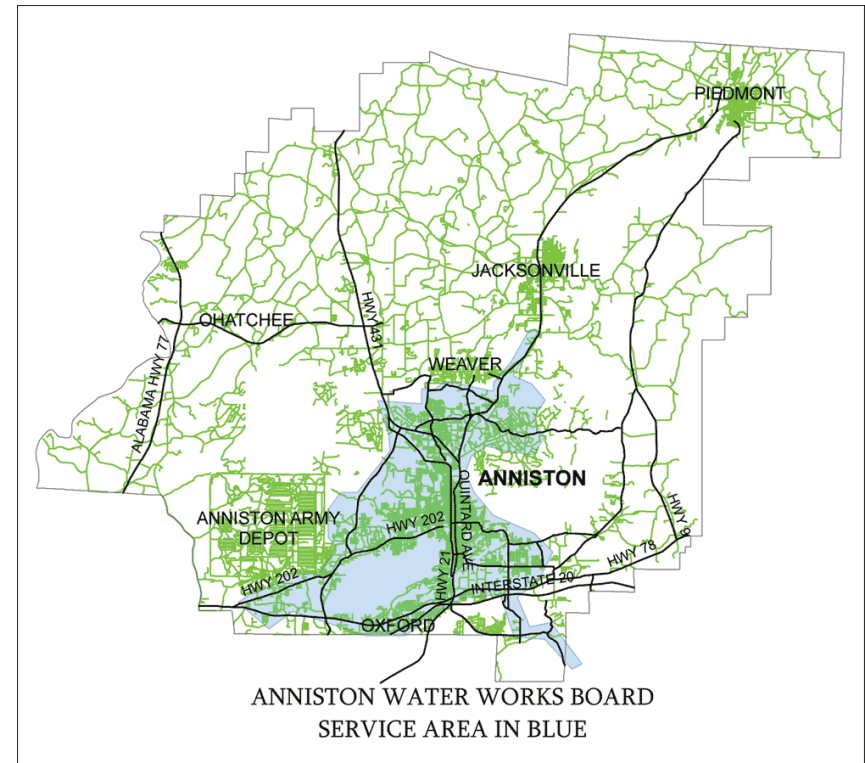 PIEDMONT
JACKSONVILLE
HWY 431
OHATCHEE
ALABAMA HWY 77
WEAVER
ANNISTON
QUINTARD AVE
ANNISTON ARMY
DEPOT
HWY 202
HWY 9
HWY 78
HWY 202
HWY 21
INTERSTATE 20
OXFORD
ANNISTON WATER WORKS BOARD
SERVICE AREA IN BLUE